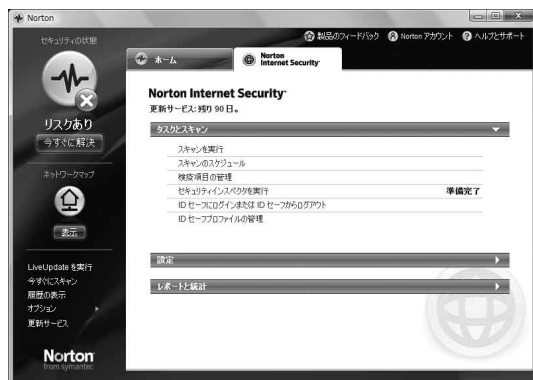 Norton
セキュリティの状態
製品のフィードバック Norton アカウント ヘルプとサポート
ホーム
Norton Internet Security
Norton Internet Security
更新サービス: 残り 90 日。
リスクあり
今すぐに解決
タスクとスキャン
スキャンを実行
スキャンのスケジュール
検疫項目の管理
セキュリティインスペクタを実行 準備完了
ID セーフにログインまたは ID セーフからログアウト
ID セーフプロファイルの管理
ネットワークマップ
表示
設定
レポートと統計
LiveUpdate を実行
今すぐにスキャン
履歴の表示
オプション
更新サービス
Norton
from symantec